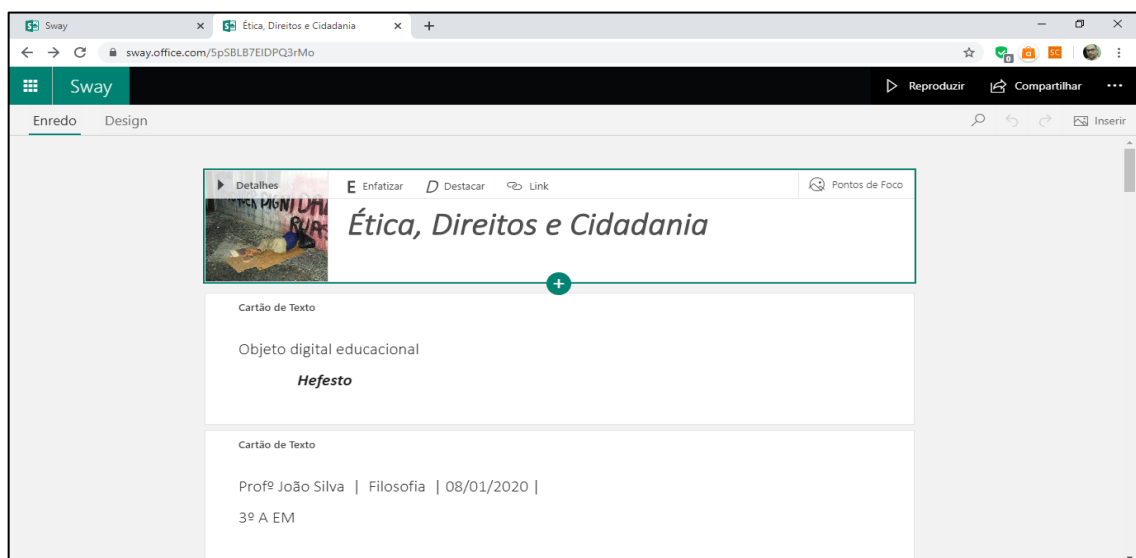 Sway
Ética, Direitos e Cidadania
sway.office.com/5pSBLB7EIDPQ3rMo
Sway
Reproduzir
Compartilhar
Enredo Design
Inserir
Detalhes
E Enfatizar
D Destacar
Link
Pontos de Foco
DIGNIDA
RUAS
Ética, Direitos e Cidadania
Cartão de Texto
Objeto digital educacional
Hefesto
Cartão de Texto
Profº João Silva | Filosofia | 08/01/2020 |
3º A EM